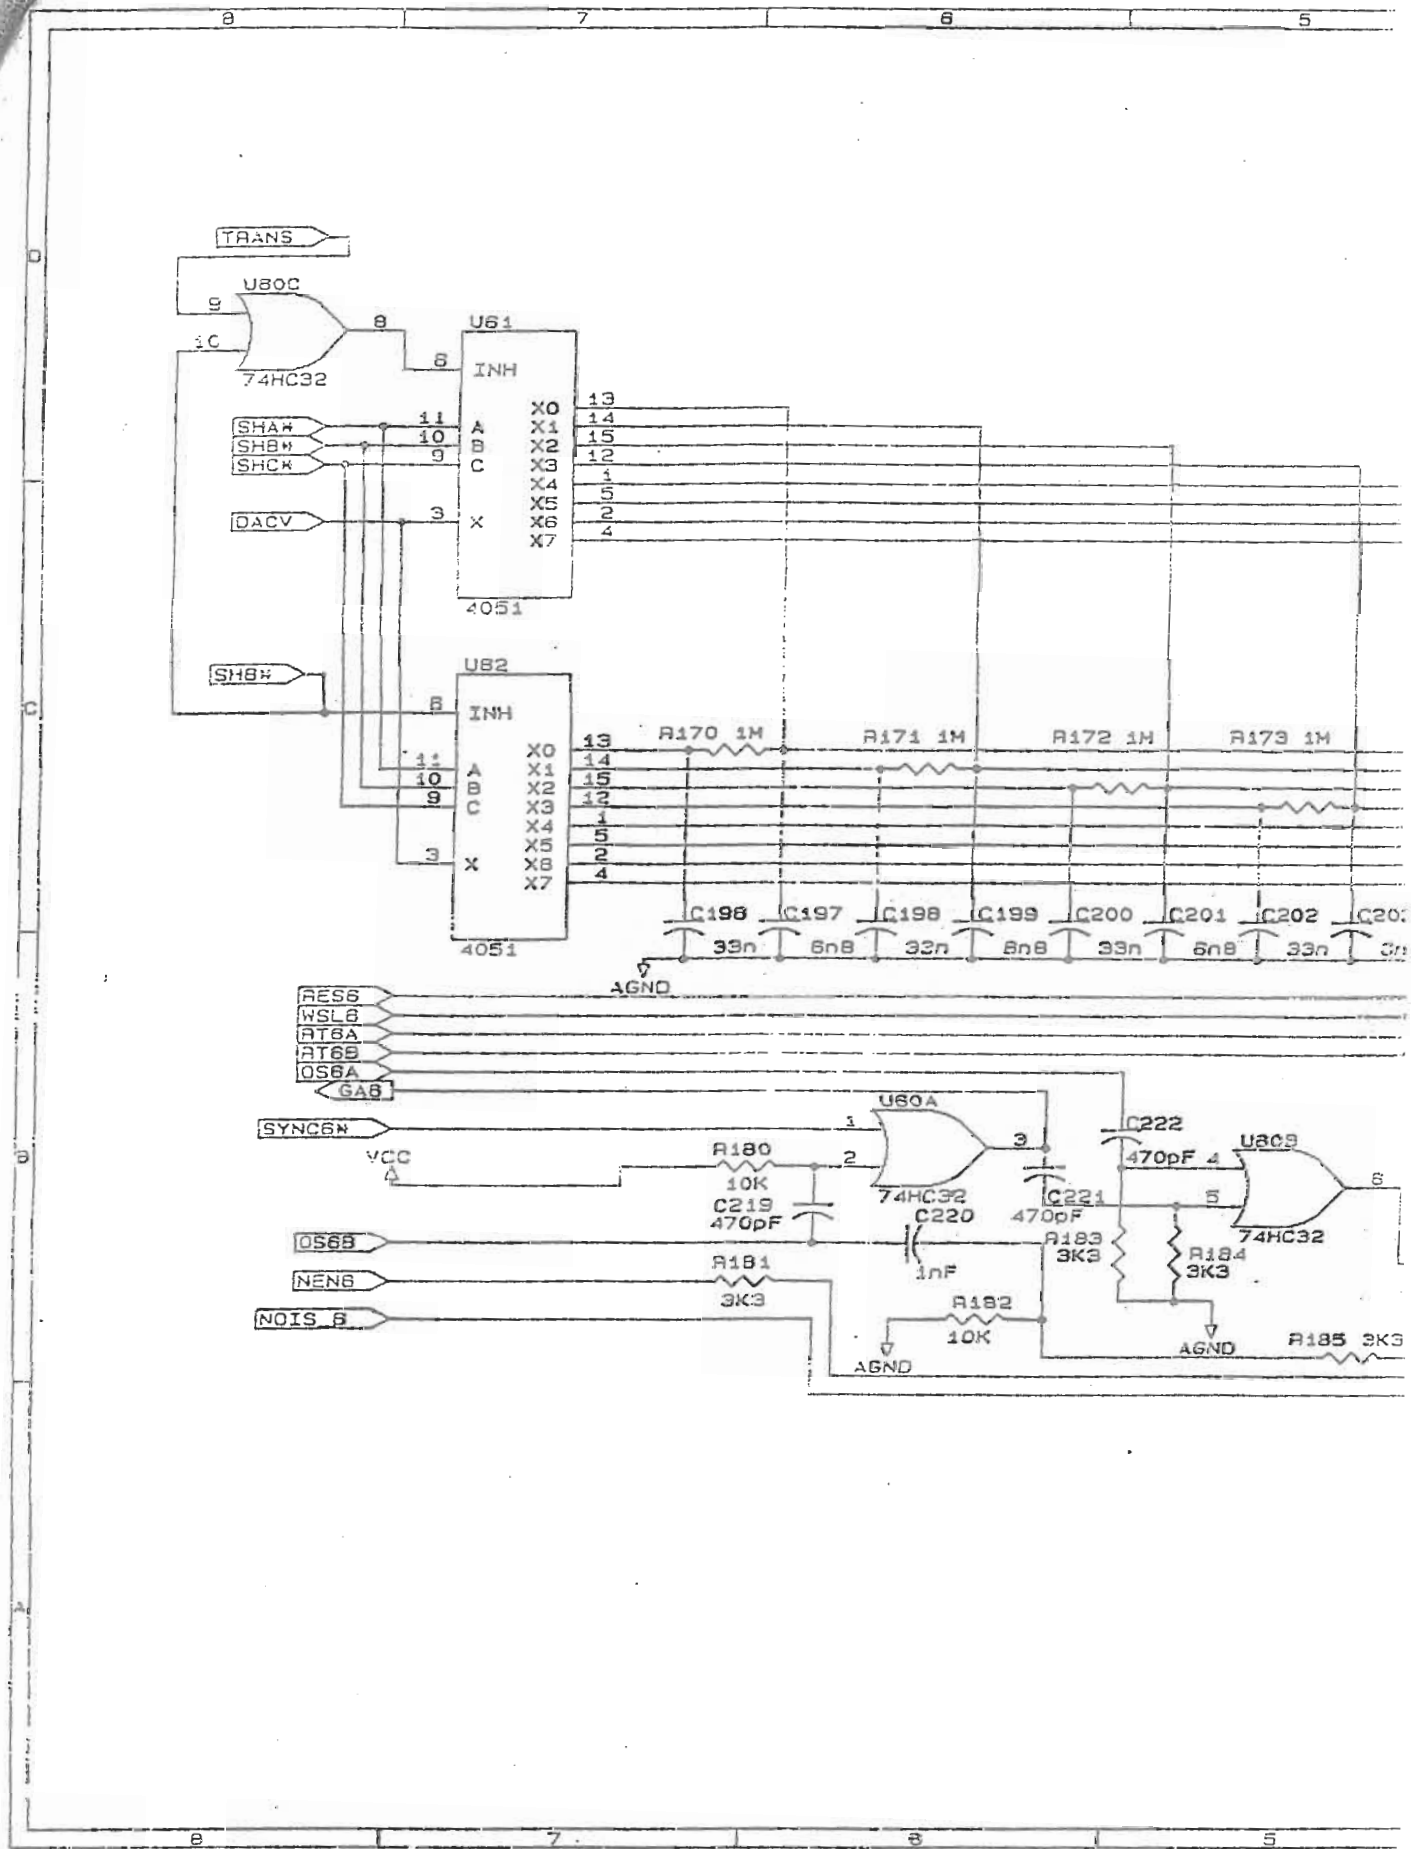 8 7 6 5
D
TRANS
U60C
9
8
10
74HC32
U61
6 INH
13 X0
SHA* 11 A X1 14
SHB* 10 B X2 15
SHC* 9 C X3 12
X4 1
X5 5
DACV 3 X X6 2
X7 4
4051
SH8*
U62
C
6 INH
R170 1M R171 1M R172 1M R173 1M
X0 13
11 A X1 14
10 B X2 15
9 C X3 12
X4 1
X5 5
3 X X6 2
X7 4
4051
C196 C197 C198 C199 C200 C201 C202
33n 6n8 33n 6n8 33n 6n8 33n
AGND
RES6
WSL6
RT6A
RT6B
OS6A
GA6
U60A
SYNC6* 1
3
C222
470pF 4
U60B
B
VCC
R180
10K
2
74HC32
C221
470pF
5
6
74HC32
C219
470pF
C220
1nF
OS6B
R183
3K3
R184
3K3
NEN6
R181
3K3
NOIS_6
R182
10K
AGND
AGND
R185 3K3
A
8 7 6 5